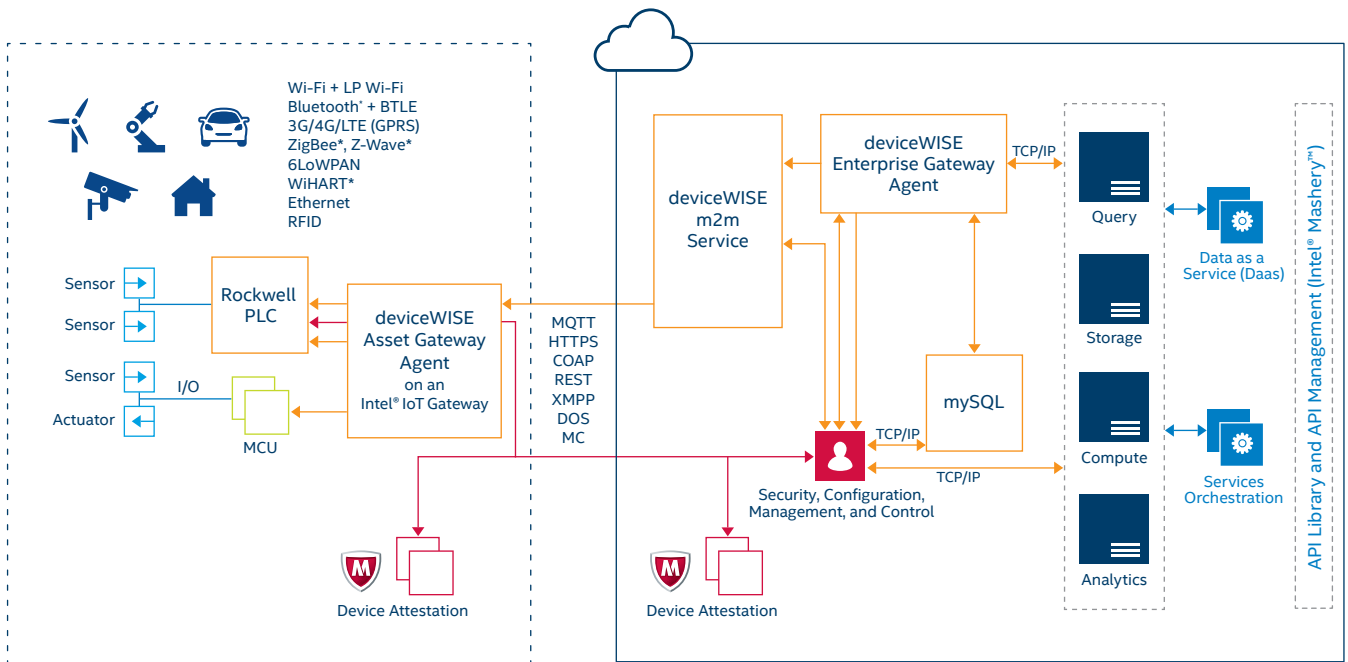 Wi-Fi + LP Wi-Fi
Bluetooth* + BTLE
3G/4G/LTE (GPRS)
ZigBee*, Z-Wave*
6LoWPAN
WiHART*
Ethernet
RFID
Sensor
Sensor
Sensor
Actuator
I/O
Rockwell
PLC
MCU
deviceWISE
Asset Gateway
Agent
on an
Intel® IoT Gateway
MQTT
HTTPS
COAP
REST
XMPP
DOS
MC
M
Device Attestation
deviceWISE
m2m
Service
deviceWISE
Enterprise Gateway
Agent
TCP/IP
mySQL
TCP/IP
TCP/IP
Security, Configuration,
Management, and Control
M
Device Attestation
Query
Storage
Compute
Analytics
Data as a
Service (Daas)
Services
Orchestration
API Library and API Management (Intel® Mashery™)